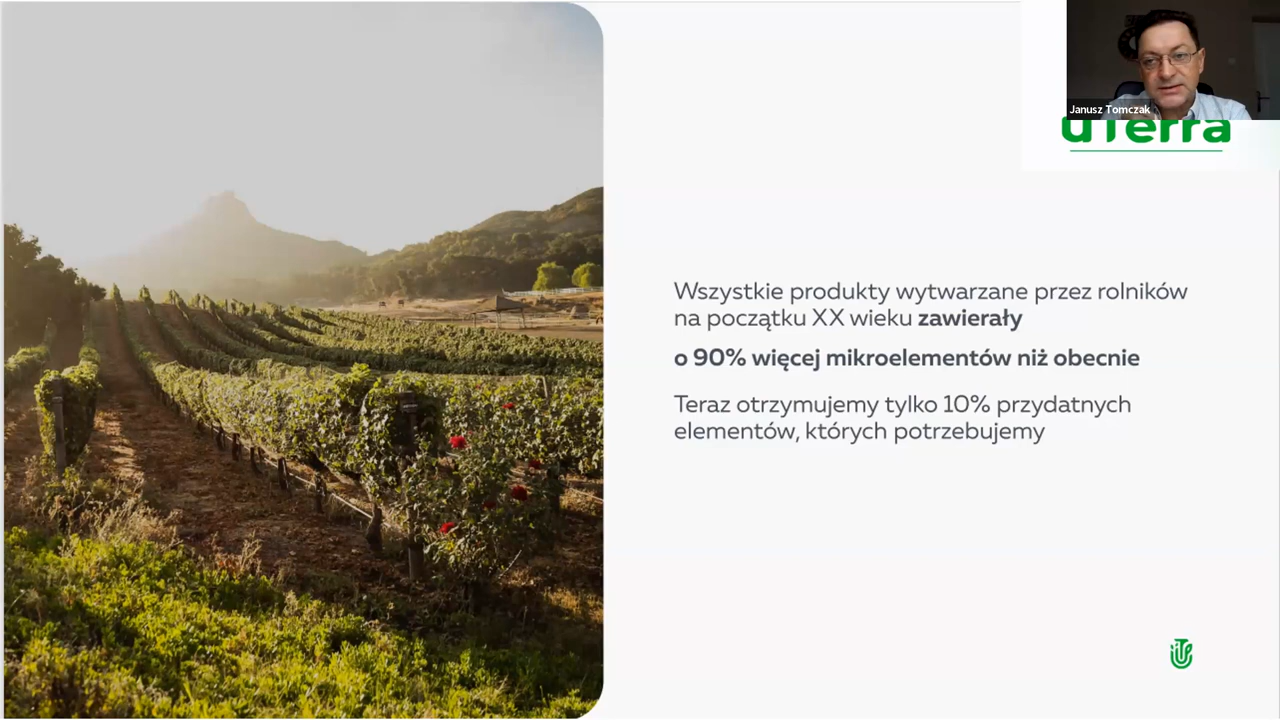 Janusz Tomczak
uTerra
Wszystkie produkty wytwarzane przez rolników
na początku XX wieku zawierały
o 90% więcej mikroelementów niż obecnie
Teraz otrzymujemy tylko 10% przydatnych
elementów, których potrzebujemy